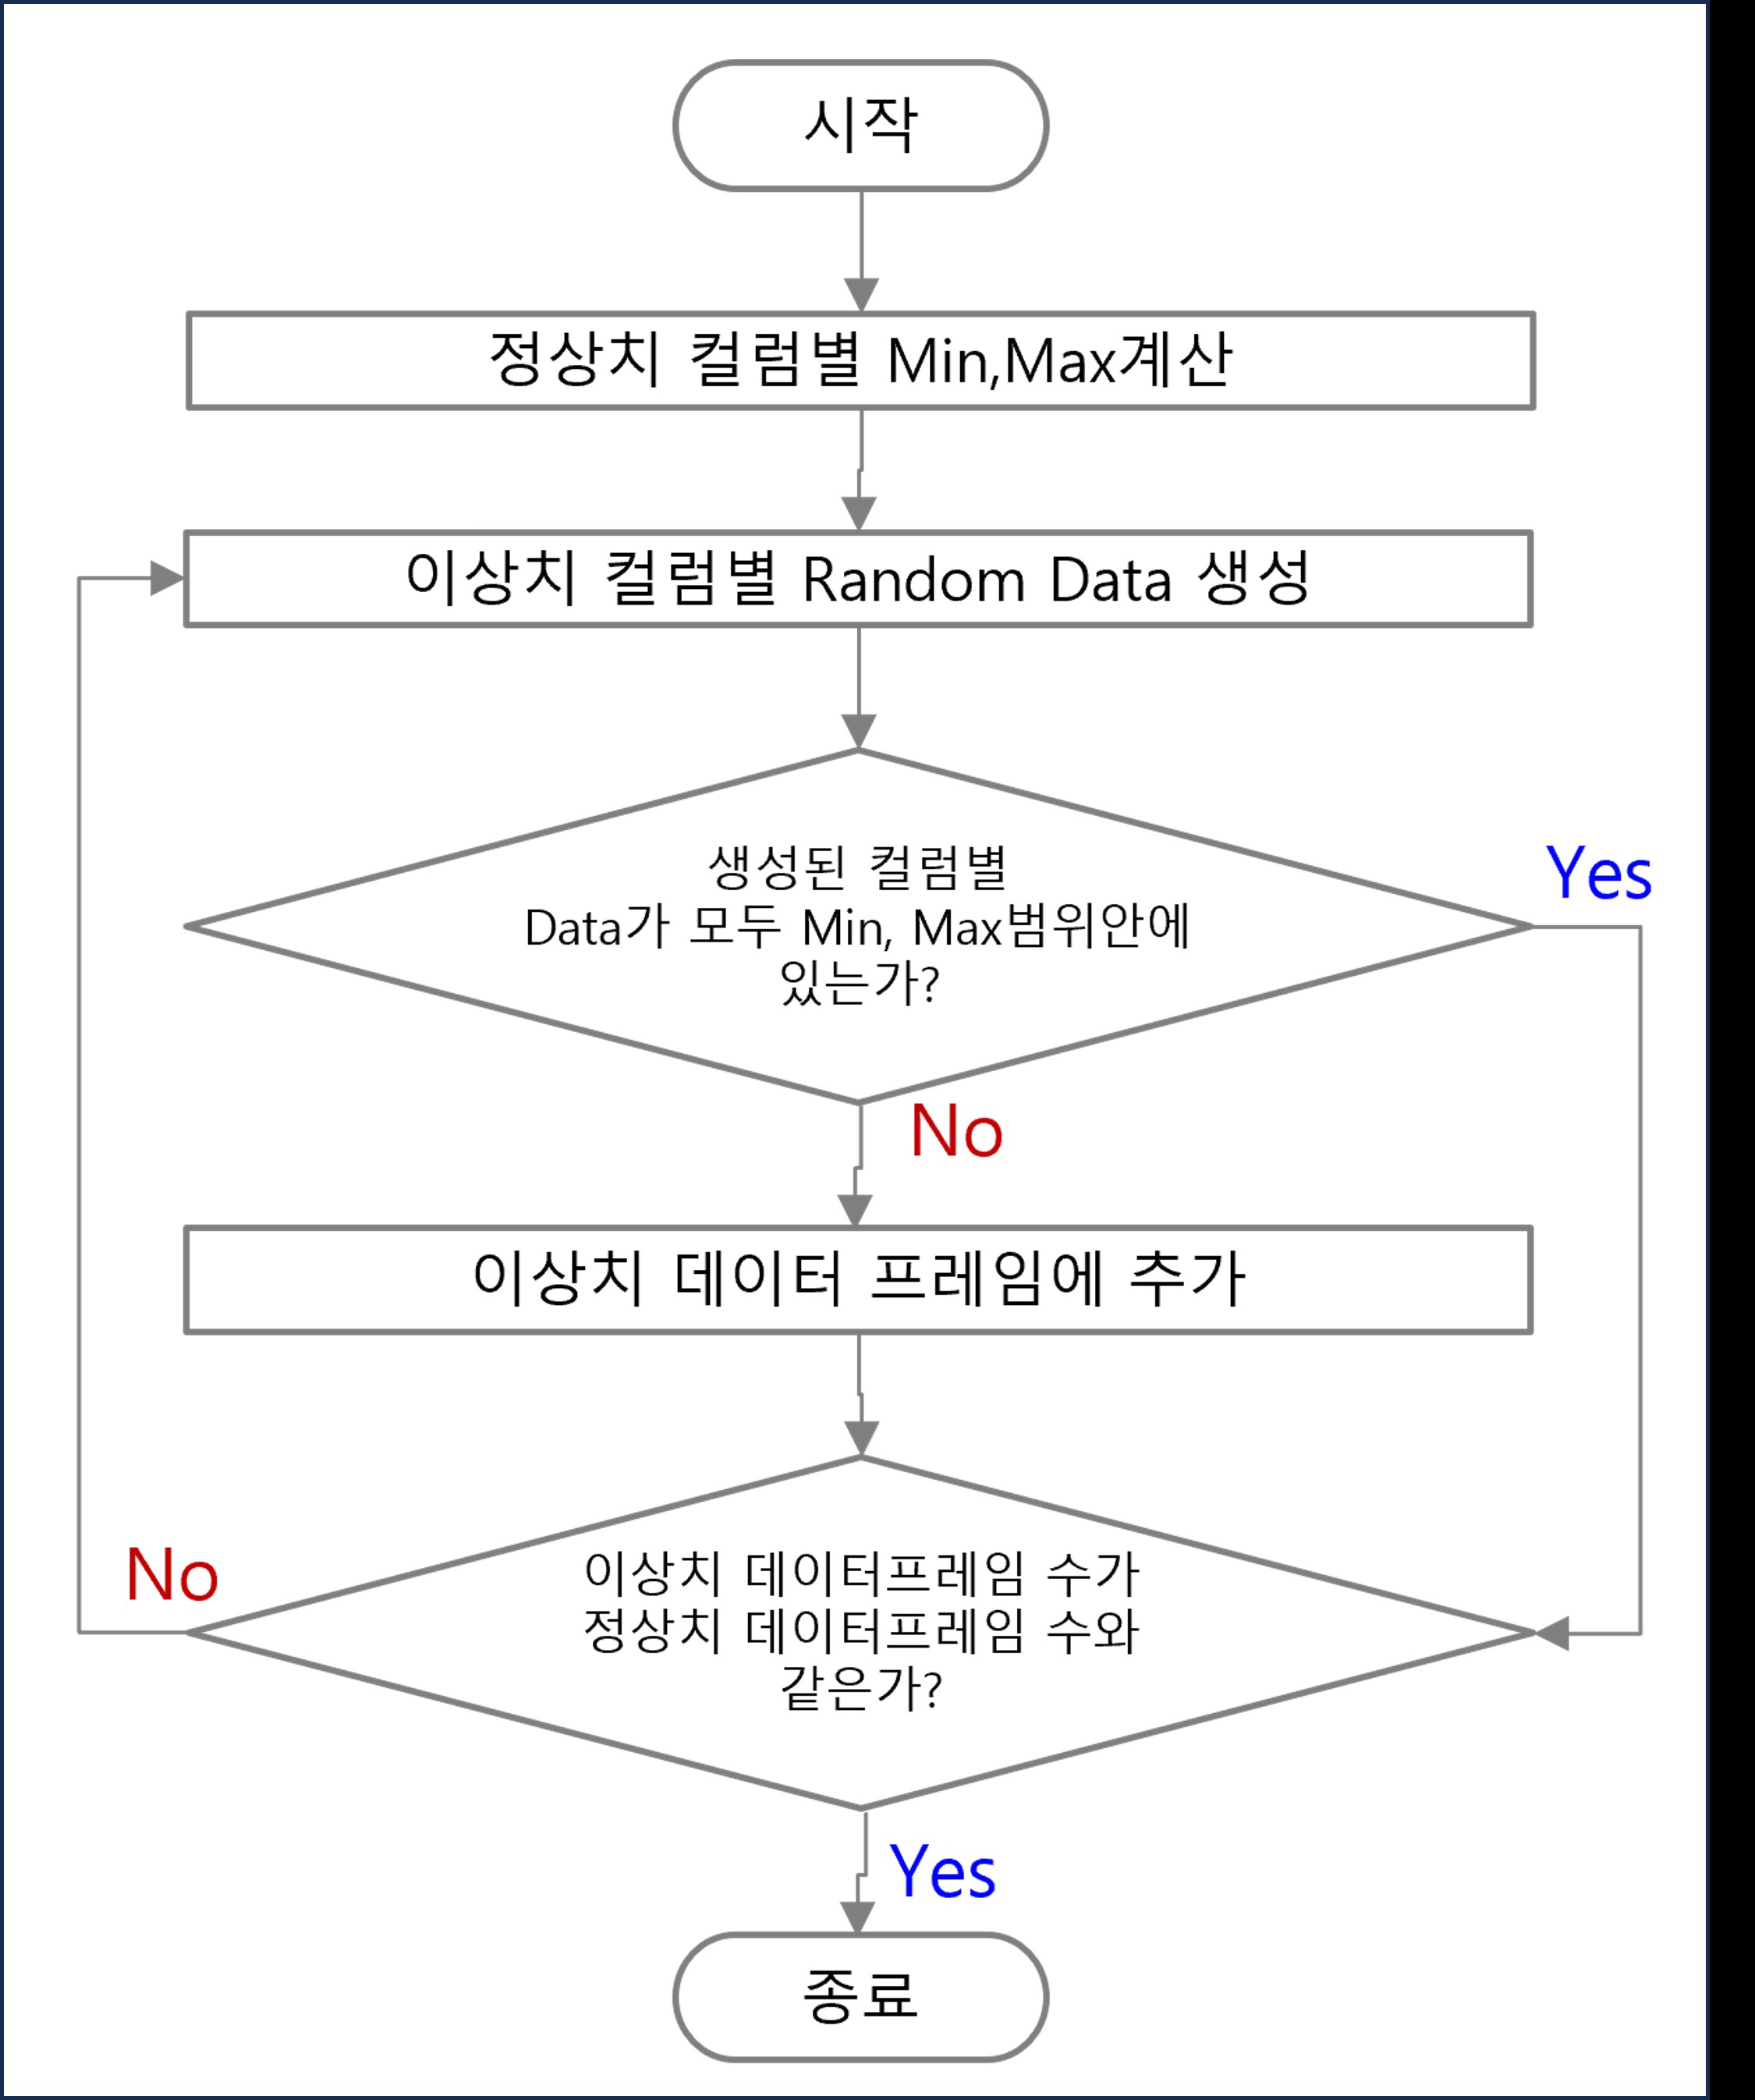 시작
정상치 컬럼별 Min,Max계산
이상치 컬럼별 Random Data 생성
생성된 컬럼별
Data가 모두 Min, Max범위안에
있는가?
Yes
No
이상치 데이터 프레임에 추가
이상치 데이터프레임 수가
정상치 데이터프레임 수와
같은가?
No
Yes
종료